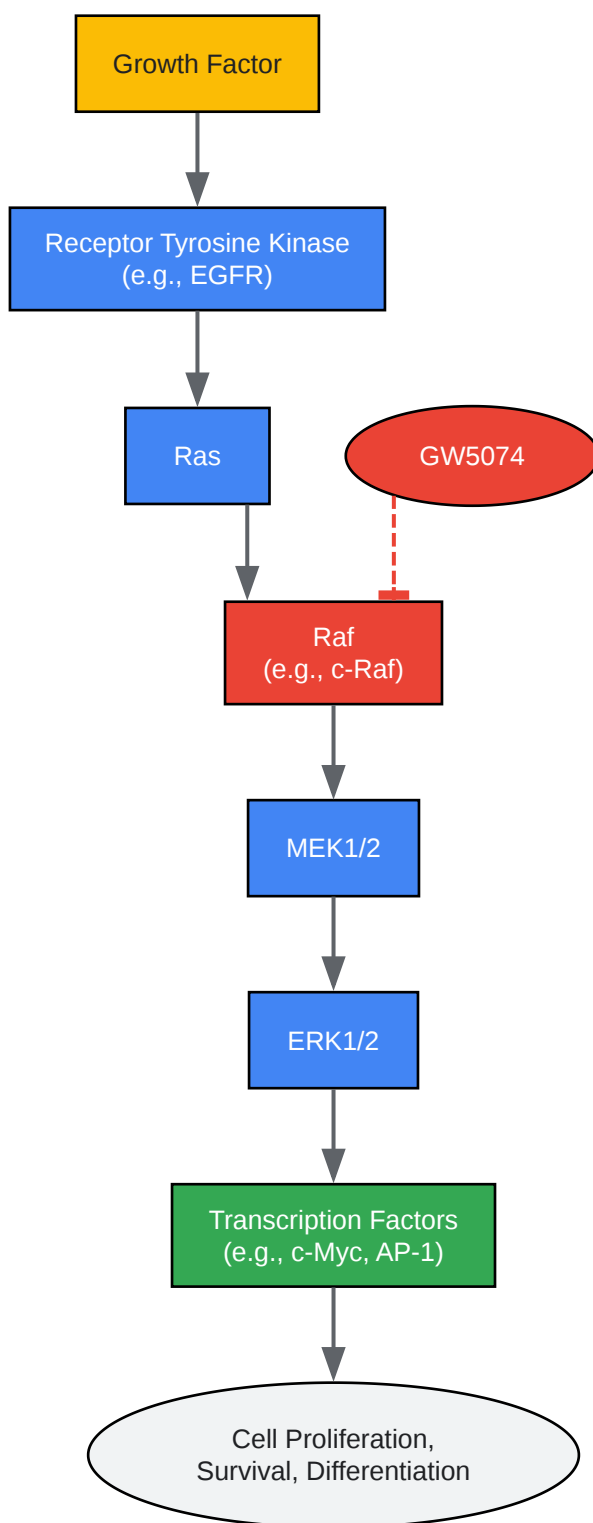 Growth Factor
Receptor Tyrosine Kinase
(e.g., EGFR)
Ras
GW5074
Raf
(e.g., c-Raf)
MEK1/2
ERK1/2
Transcription Factors
(e.g., c-Myc, AP-1)
Cell Proliferation,
Survival, Differentiation